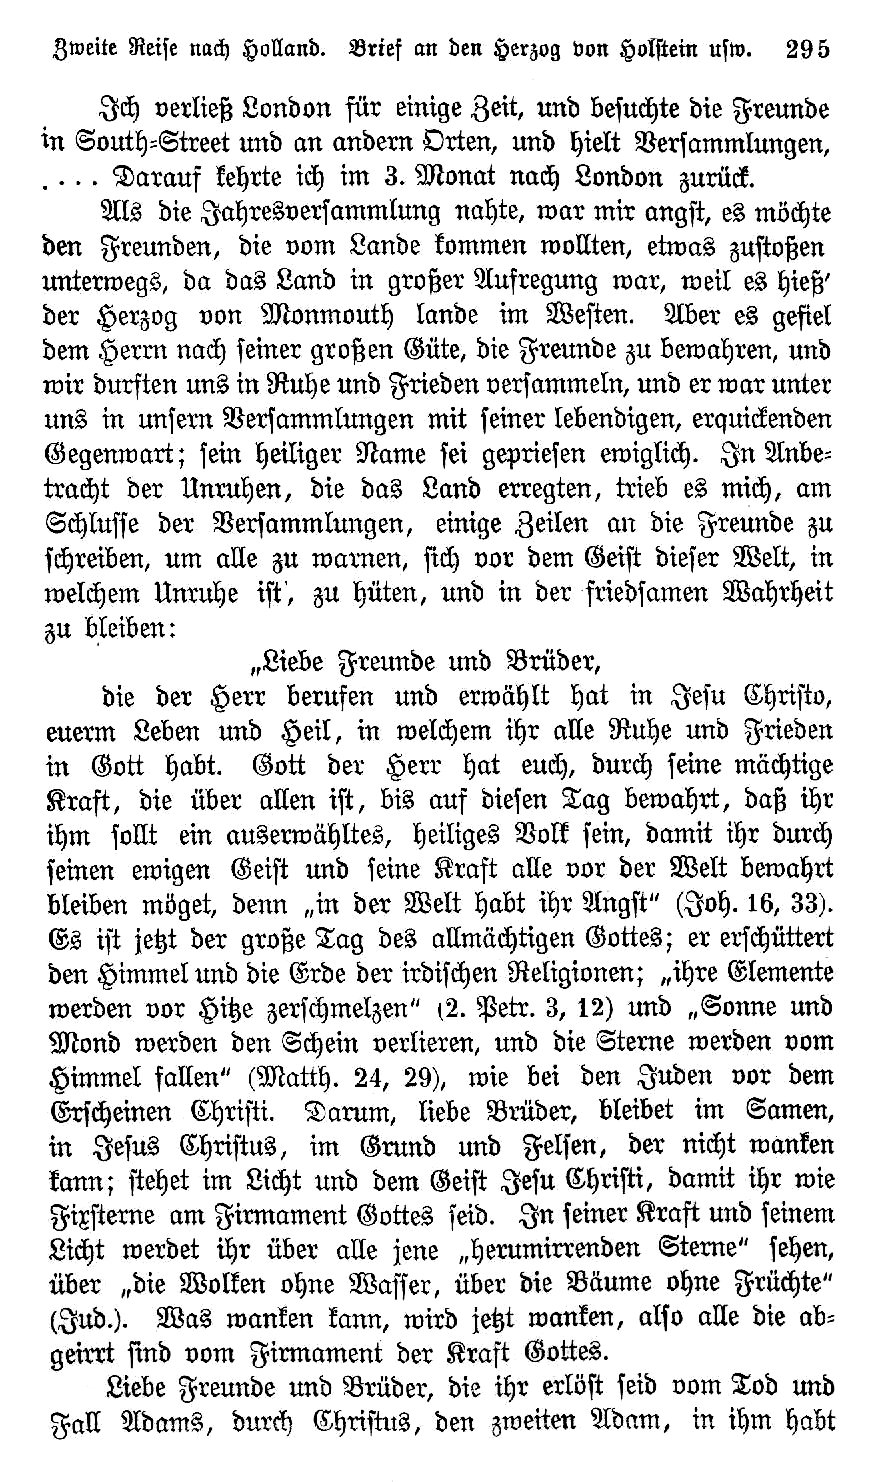 Zweite Reise nach Holland. Brief an den Herzog von Holstein usw. 295
Ich verließ London für einige Zeit, und besuchte die Freunde
in South-Street und an andern Orten, und hielt Versammlungen,
.... Darauf kehrte ich im 3. Monat nach London zurück.
Als die Jahresversammlung nahte, war mir angst, es möchte
den Freunden, die vom Lande kommen wollten, etwas zustoßen
unterwegs, da das Land in großer Aufregung war, weil es hieß'
der Herzog von Monmouth lande im Westen. Aber es gefiel
dem Herrn nach seiner großen Güte, die Freunde zu bewahren, und
wir durften uns in Ruhe und Frieden versammeln, und er war unter
uns in unsern Versammlungen mit seiner lebendigen, erquickenden
Gegenwart; sein heiliger Name sei gepriesen ewiglich. In Anbe-
tracht der Unruhen, die das Land erregten, trieb es mich, am
Schlusse der Versammlungen, einige Zeilen an die Freunde zu
schreiben, um alle zu warnen, sich vor dem Geist dieser Welt, in
welchem Unruhe ist, zu hüten, und in der friedsamen Wahrheit
zu bleiben:
„Liebe Freunde und Brüder,
die der Herr berufen und erwählt hat in Jesu Christo,
euerm Leben und Heil, in welchem ihr alle Ruhe und Frieden
in Gott habt. Gott der Herr hat euch, durch seine mächtige
Kraft, die über allen ist, bis auf diesen Tag bewahrt, daß ihr
ihm sollt ein auserwähltes, heiliges Volk sein, damit ihr durch
seinen ewigen Geist und seine Kraft alle vor der Welt bewahrt
bleiben möget, denn „in der Welt habt ihr Angst“ (Joh. 16, 33).
Es ist jetzt der große Tag des allmächtigen Gottes; er erschüttert
den Himmel und die Erde der irdischen Religionen; „ihre Elemente
werden vor Hitze zerschmelzen“ (2. Petr. 3, 12) und „Sonne und
Mond werden den Schein verlieren, und die Sterne werden vom
Himmel fallen“ (Matth. 24, 29), wie bei den Juden vor dem
Erscheinen Christi. Darum, liebe Brüder, bleibet im Samen,
in Jesus Christus, im Grund und Felsen, der nicht wanken
kann; stehet im Licht und dem Geist Jesu Christi, damit ihr wie
Fixsterne am Firmament Gottes seid. In seiner Kraft und seinem
Licht werdet ihr über alle jene „herumirrenden Sterne“ sehen,
über „die Wolken ohne Wasser, über die Bäume ohne Früchte“
(Jud.). Was wanken kann, wird jetzt wanken, also alle die ab-
geirrt sind vom Firmament der Kraft Gottes.
Liebe Freunde und Brüder, die ihr erlöst seid vom Tod und
Fall Adams, durch Christus, den zweiten Adam, in ihm habt